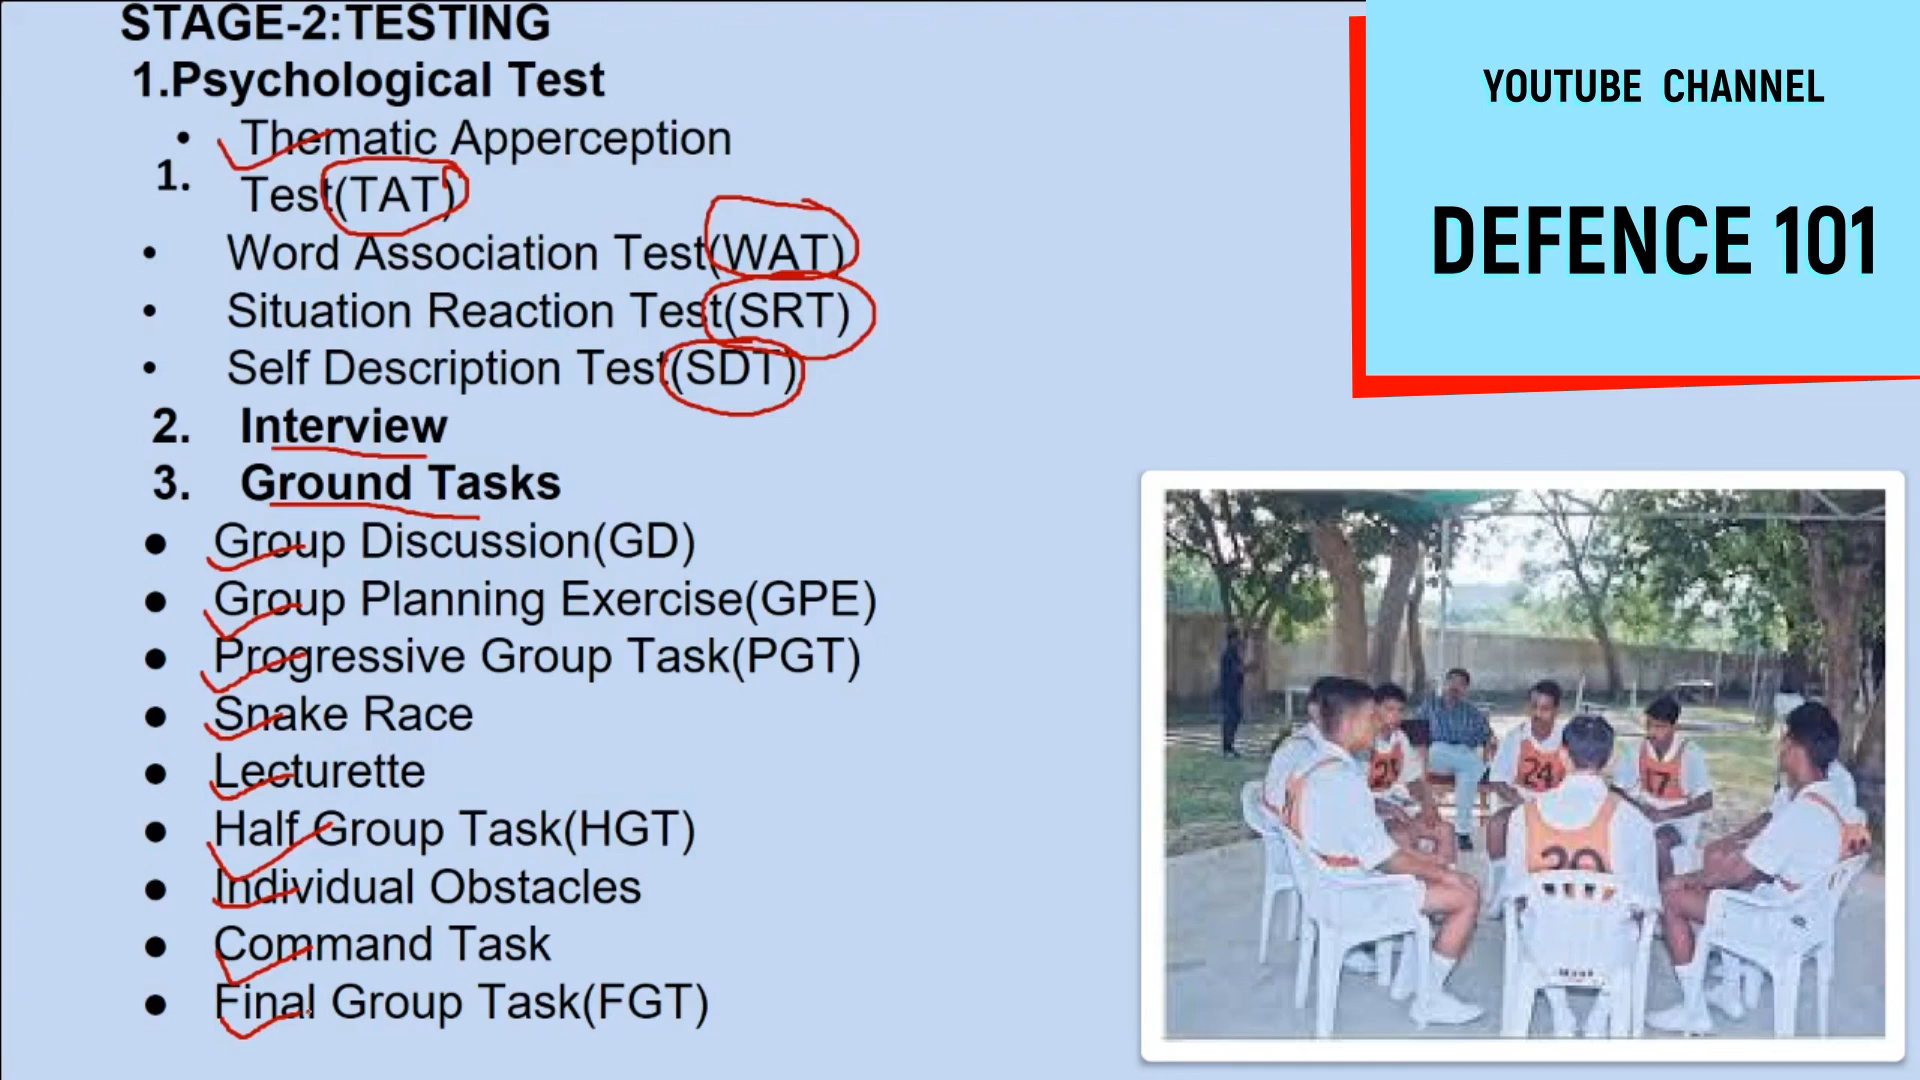 STAGE-2:TESTING
1.Psychological Test
• Thematic Apperception
1. Test(TAT)
• Word Association Test(WAT)
• Situation Reaction Test(SRT)
• Self Description Test(SDT)
2. Interview
3. Ground Tasks
● Group Discussion(GD)
● Group Planning Exercise(GPE)
● Progressive Group Task(PGT)
● Snake Race
● Lecturette
● Half Group Task(HGT)
● Individual Obstacles
● Command Task
● Final Group Task(FGT)
YOUTUBE CHANNEL
DEFENCE 101
24
17